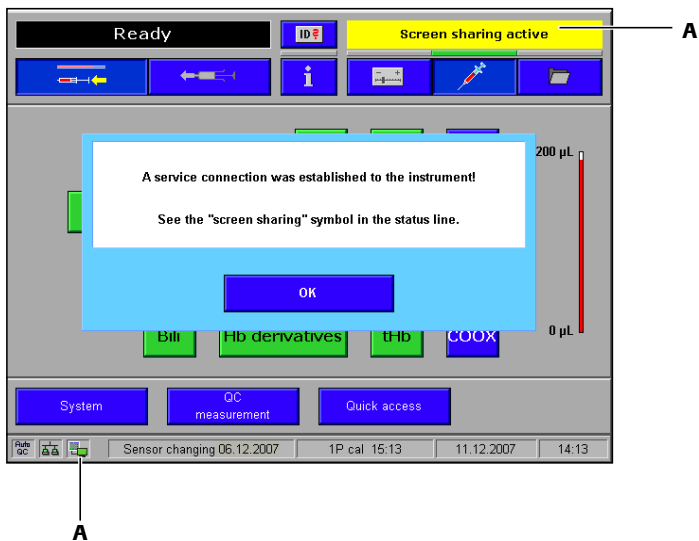 Ready
ID
Screen sharing active
A
i
- +
200 µL
A service connection was established to the instrument!
See the "screen sharing" symbol in the status line.
OK
Bili
Hb derivatives
tHb
COOX
0 µL
System
QC
measurement
Quick access
Auto
QC
Sensor changing 06.12.2007
1P cal 15:13
11.12.2007
14:13
A